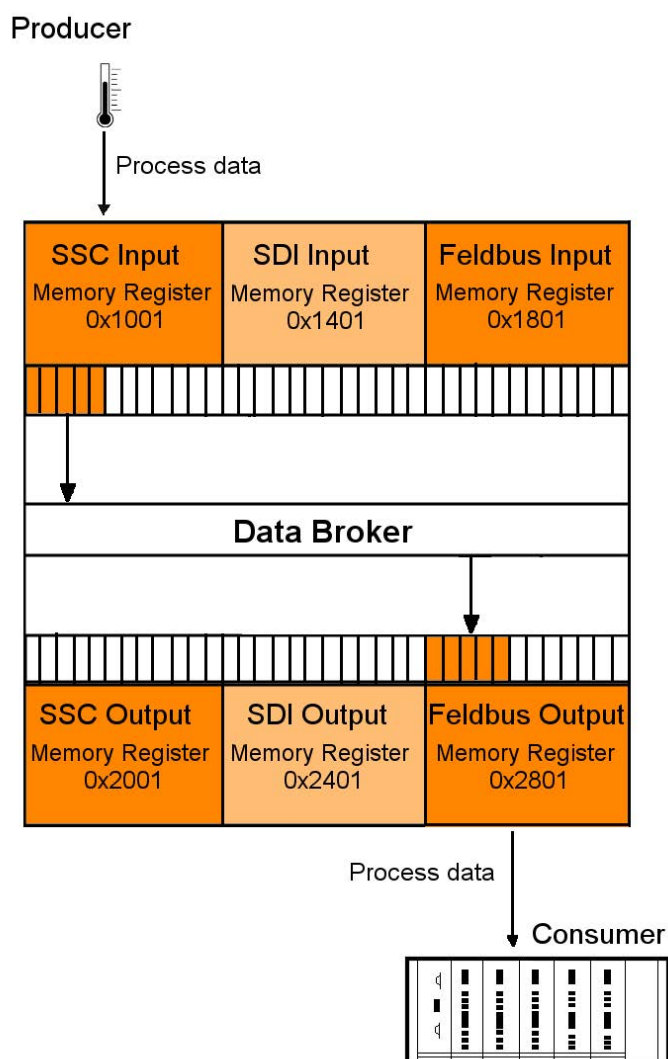 Producer
Process data
SSC Input
Memory Register
0x1001
SDI Input
Memory Register
0x1401
Feldbus Input
Memory Register
0x1801
Data Broker
SSC Output
Memory Register
0x2001
SDI Output
Memory Register
0x2401
Feldbus Output
Memory Register
0x2801
Process data
Consumer